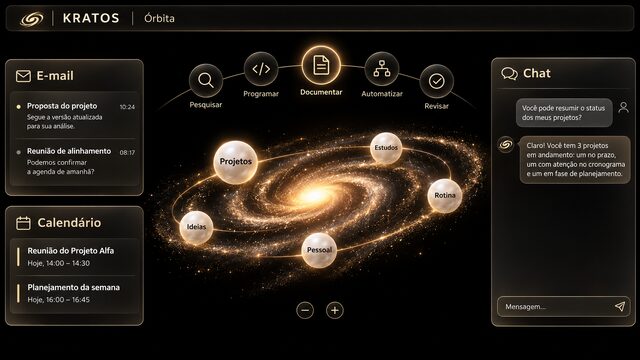 KRATOS
Órbita
E-mail
Proposta do projeto 10:24
Segue a versão atualizada
para sua análise.
Reunião de alinhamento 08:17
Podemos confirmar
a agenda de amanhã?
Calendário
Reunião do Projeto Alfa
Hoje, 14:00 – 14:30
Planejamento da semana
Hoje, 16:00 – 16:45
Pesquisar
Programar
Documentar
Automatizar
Revisar
Projetos
Estudos
Rotina
Ideias
Pessoal
Chat
Você pode resumir o status
dos meus projetos?
Claro! Você tem 3 projetos
em andamento: um no prazo,
um com atenção no cronograma
e um em fase de planejamento.
Mensagem...